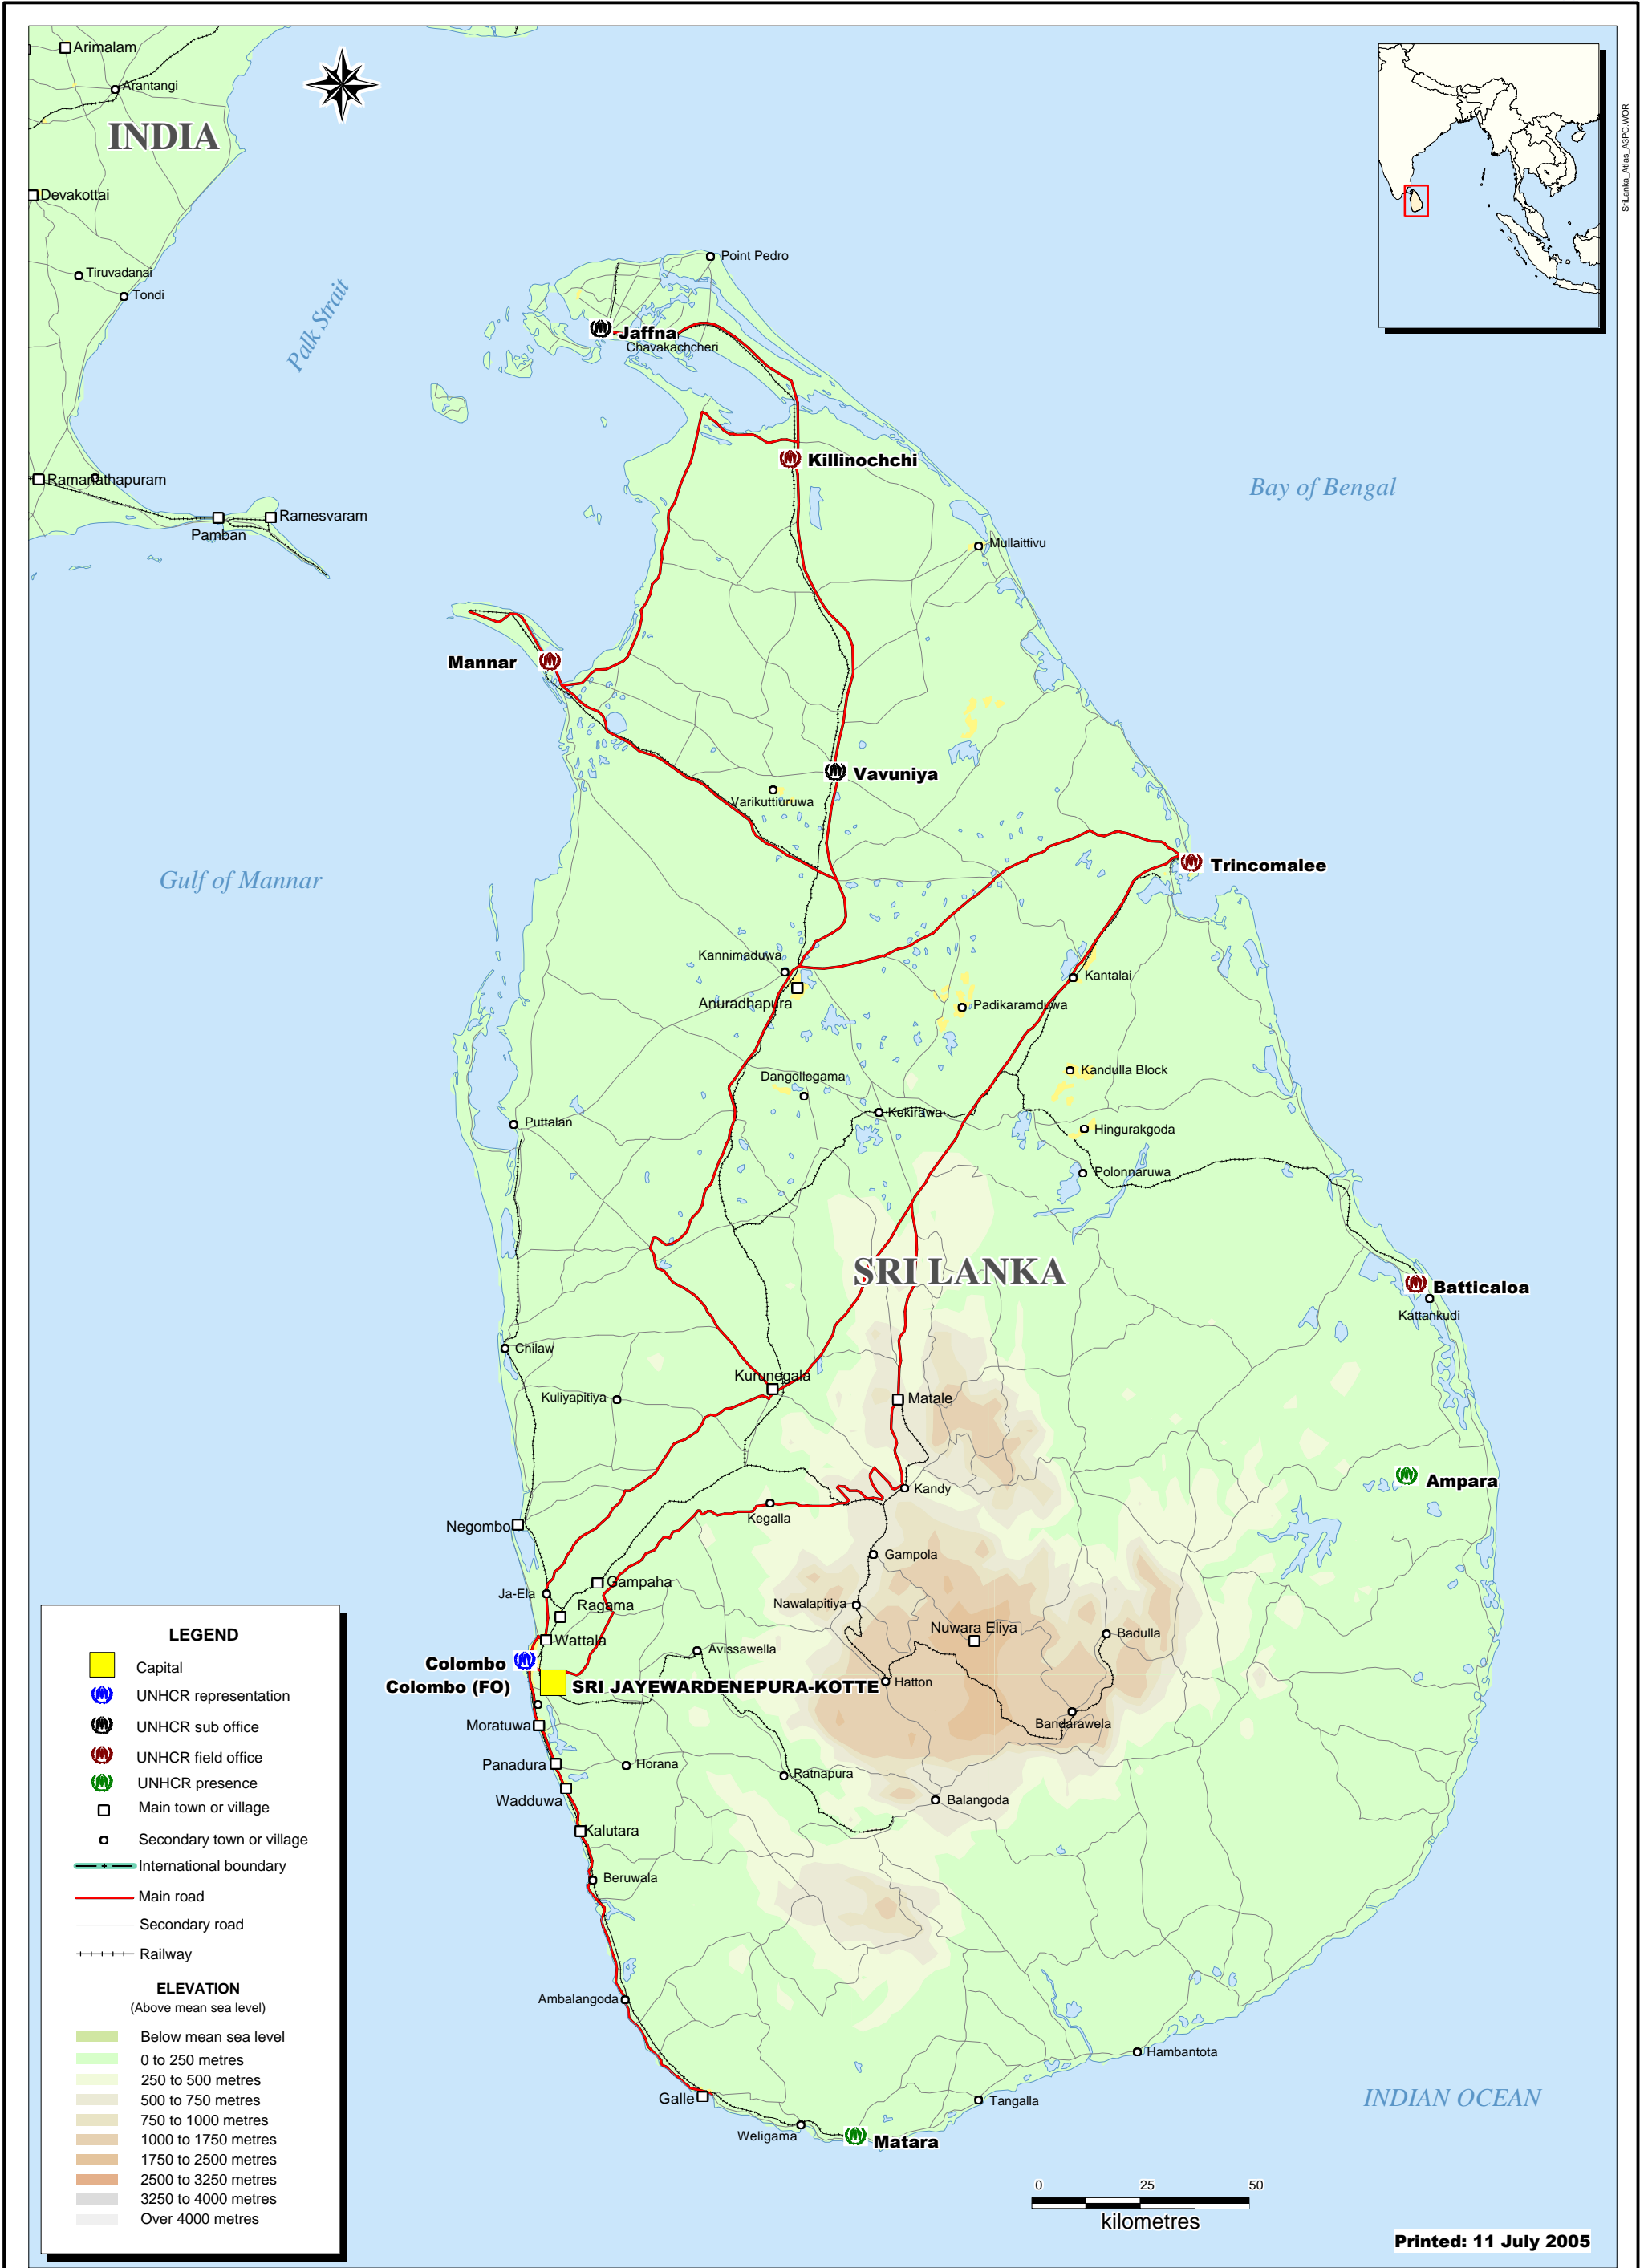 Arimalam
Arantangi
INDIA
Devakottai
Tiruvadanai
Tondi
Palk Strait
Ramanathapuram
Pamban
Ramesvaram
SriLanka_Atlas_A3PC.WOR
Point Pedro
Jaffna
Chavakachcheri
Killinochchi
Bay of Bengal
Mullaittivu
Mannar
Vavuniya
Varikuttiuruwa
Trincomalee
Gulf of Mannar
Kannimaduwa
Anuradhapura
Kantalai
Padikaramduwa
Kandulla Block
Dangollegama
Kekirawa
Puttalan
Hingurakgoda
Polonnaruwa
SRI LANKA
Batticaloa
Kattankudi
Chilaw
Kurunegala
Kuliyapitiya
Matale
Ampara
Kandy
Kegalla
Negombo
Gampola
Gampaha
Ja-Ela
Ragama
Nawalapitiya
Nuwara Eliya
Badulla
Wattala
Avissawella
Colombo
Colombo (FO)
SRI JAYEWARDENEPURA-KOTTE
Hatton
Moratuwa
Bandarawela
Panadura
Horana
Ratnapura
Wadduwa
Balangoda
Kalutara
Beruwala
Ambalangoda
Hambantota
Galle
Tangalla
INDIAN OCEAN
Weligama
Matara
LEGEND
Capital
UNHCR representation
UNHCR sub office
UNHCR field office
UNHCR presence
Main town or village
Secondary town or village
International boundary
Main road
Secondary road
Railway
ELEVATION
(Above mean sea level)
Below mean sea level
0 to 250 metres
250 to 500 metres
500 to 750 metres
750 to 1000 metres
1000 to 1750 metres
1750 to 2500 metres
2500 to 3250 metres
3250 to 4000 metres
Over 4000 metres
0 25 50
kilometres
Printed: 11 July 2005